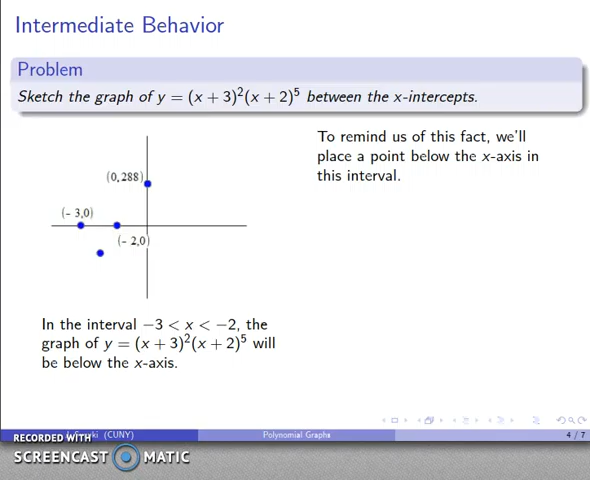 Intermediate Behavior
Problem
Sketch the graph of y = (x + 3)²(x + 2)⁵ between the x-intercepts.
To remind us of this fact, we'll
place a point below the x-axis in
this interval.
(0,288)
(- 3,0)
(- 2,0)
In the interval −3 < x < −2, the
graph of y = (x + 3)²(x + 2)⁵ will
be below the x-axis.
RECORDED WITH
(CUNY)
Polynomial Graphs
4 / 7
SCREENCAST MATIC